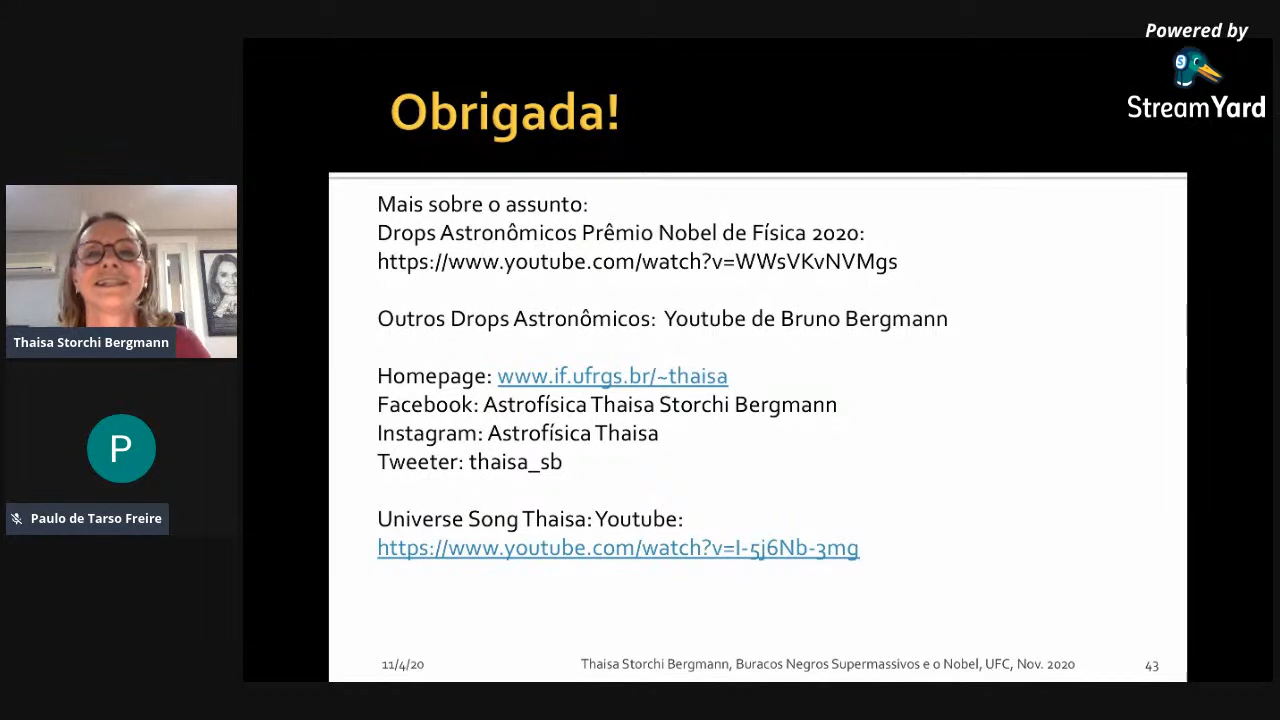 Powered by
StreamYard
Obrigada!
Mais sobre o assunto:
Drops Astronômicos Prêmio Nobel de Física 2020:
https://www.youtube.com/watch?v=WWsVKvNVMgs
Outros Drops Astronômicos: Youtube de Bruno Bergmann
Homepage: www.if.ufrgs.br/~thaisa
Facebook: Astrofísica Thaisa Storchi Bergmann
Instagram: Astrofísica Thaisa
Tweeter: thaisa_sb
Universe Song Thaisa: Youtube:
https://www.youtube.com/watch?v=I-5j6Nb-3mg
11/4/20
Thaisa Storchi Bergmann, Buracos Negros Supermassivos e o Nobel, UFC, Nov. 2020
43
Thaisa Storchi Bergmann
P
Paulo de Tarso Freire